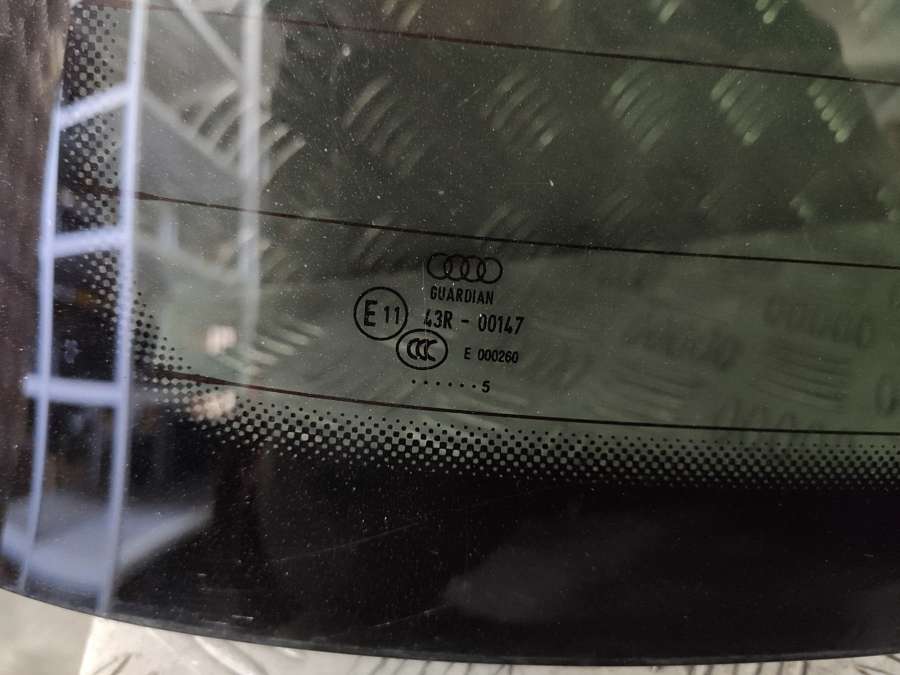 GUARDIAN
E 11 43R - 00147
CCC E 000260
......5